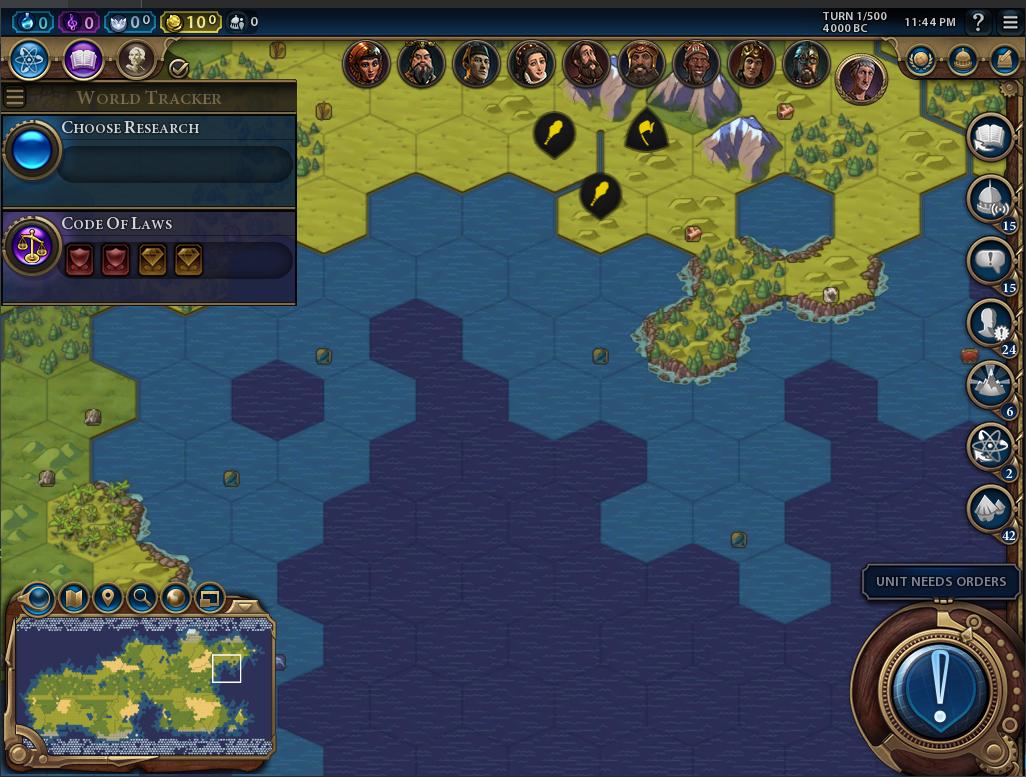 0 0 0⁰ 10⁰ 0
TURN 1/500
4000 BC
11:44 PM
?
WORLD TRACKER
CHOOSE RESEARCH
CODE OF LAWS
15
15
24
6
2
42
UNIT NEEDS ORDERS